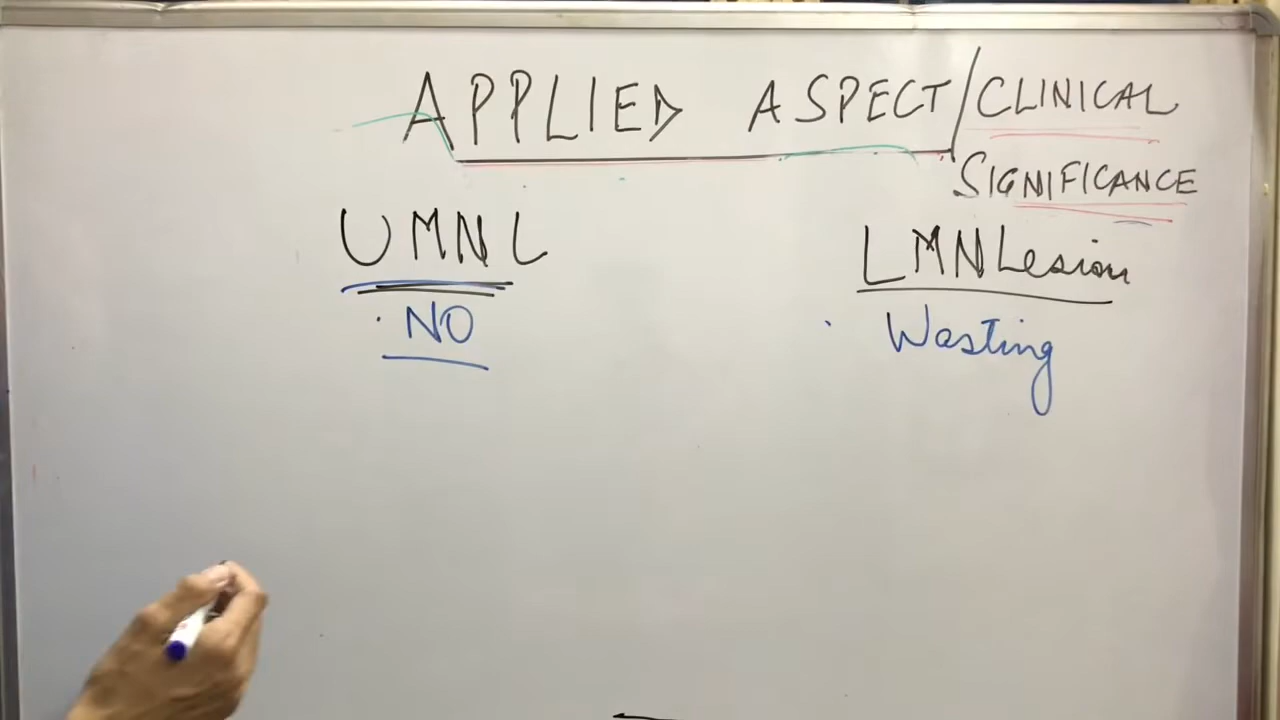 APPLIED ASPECT/CLINICAL
SIGNIFICANCE
UMNL
LMNLesion
NO
Wasting